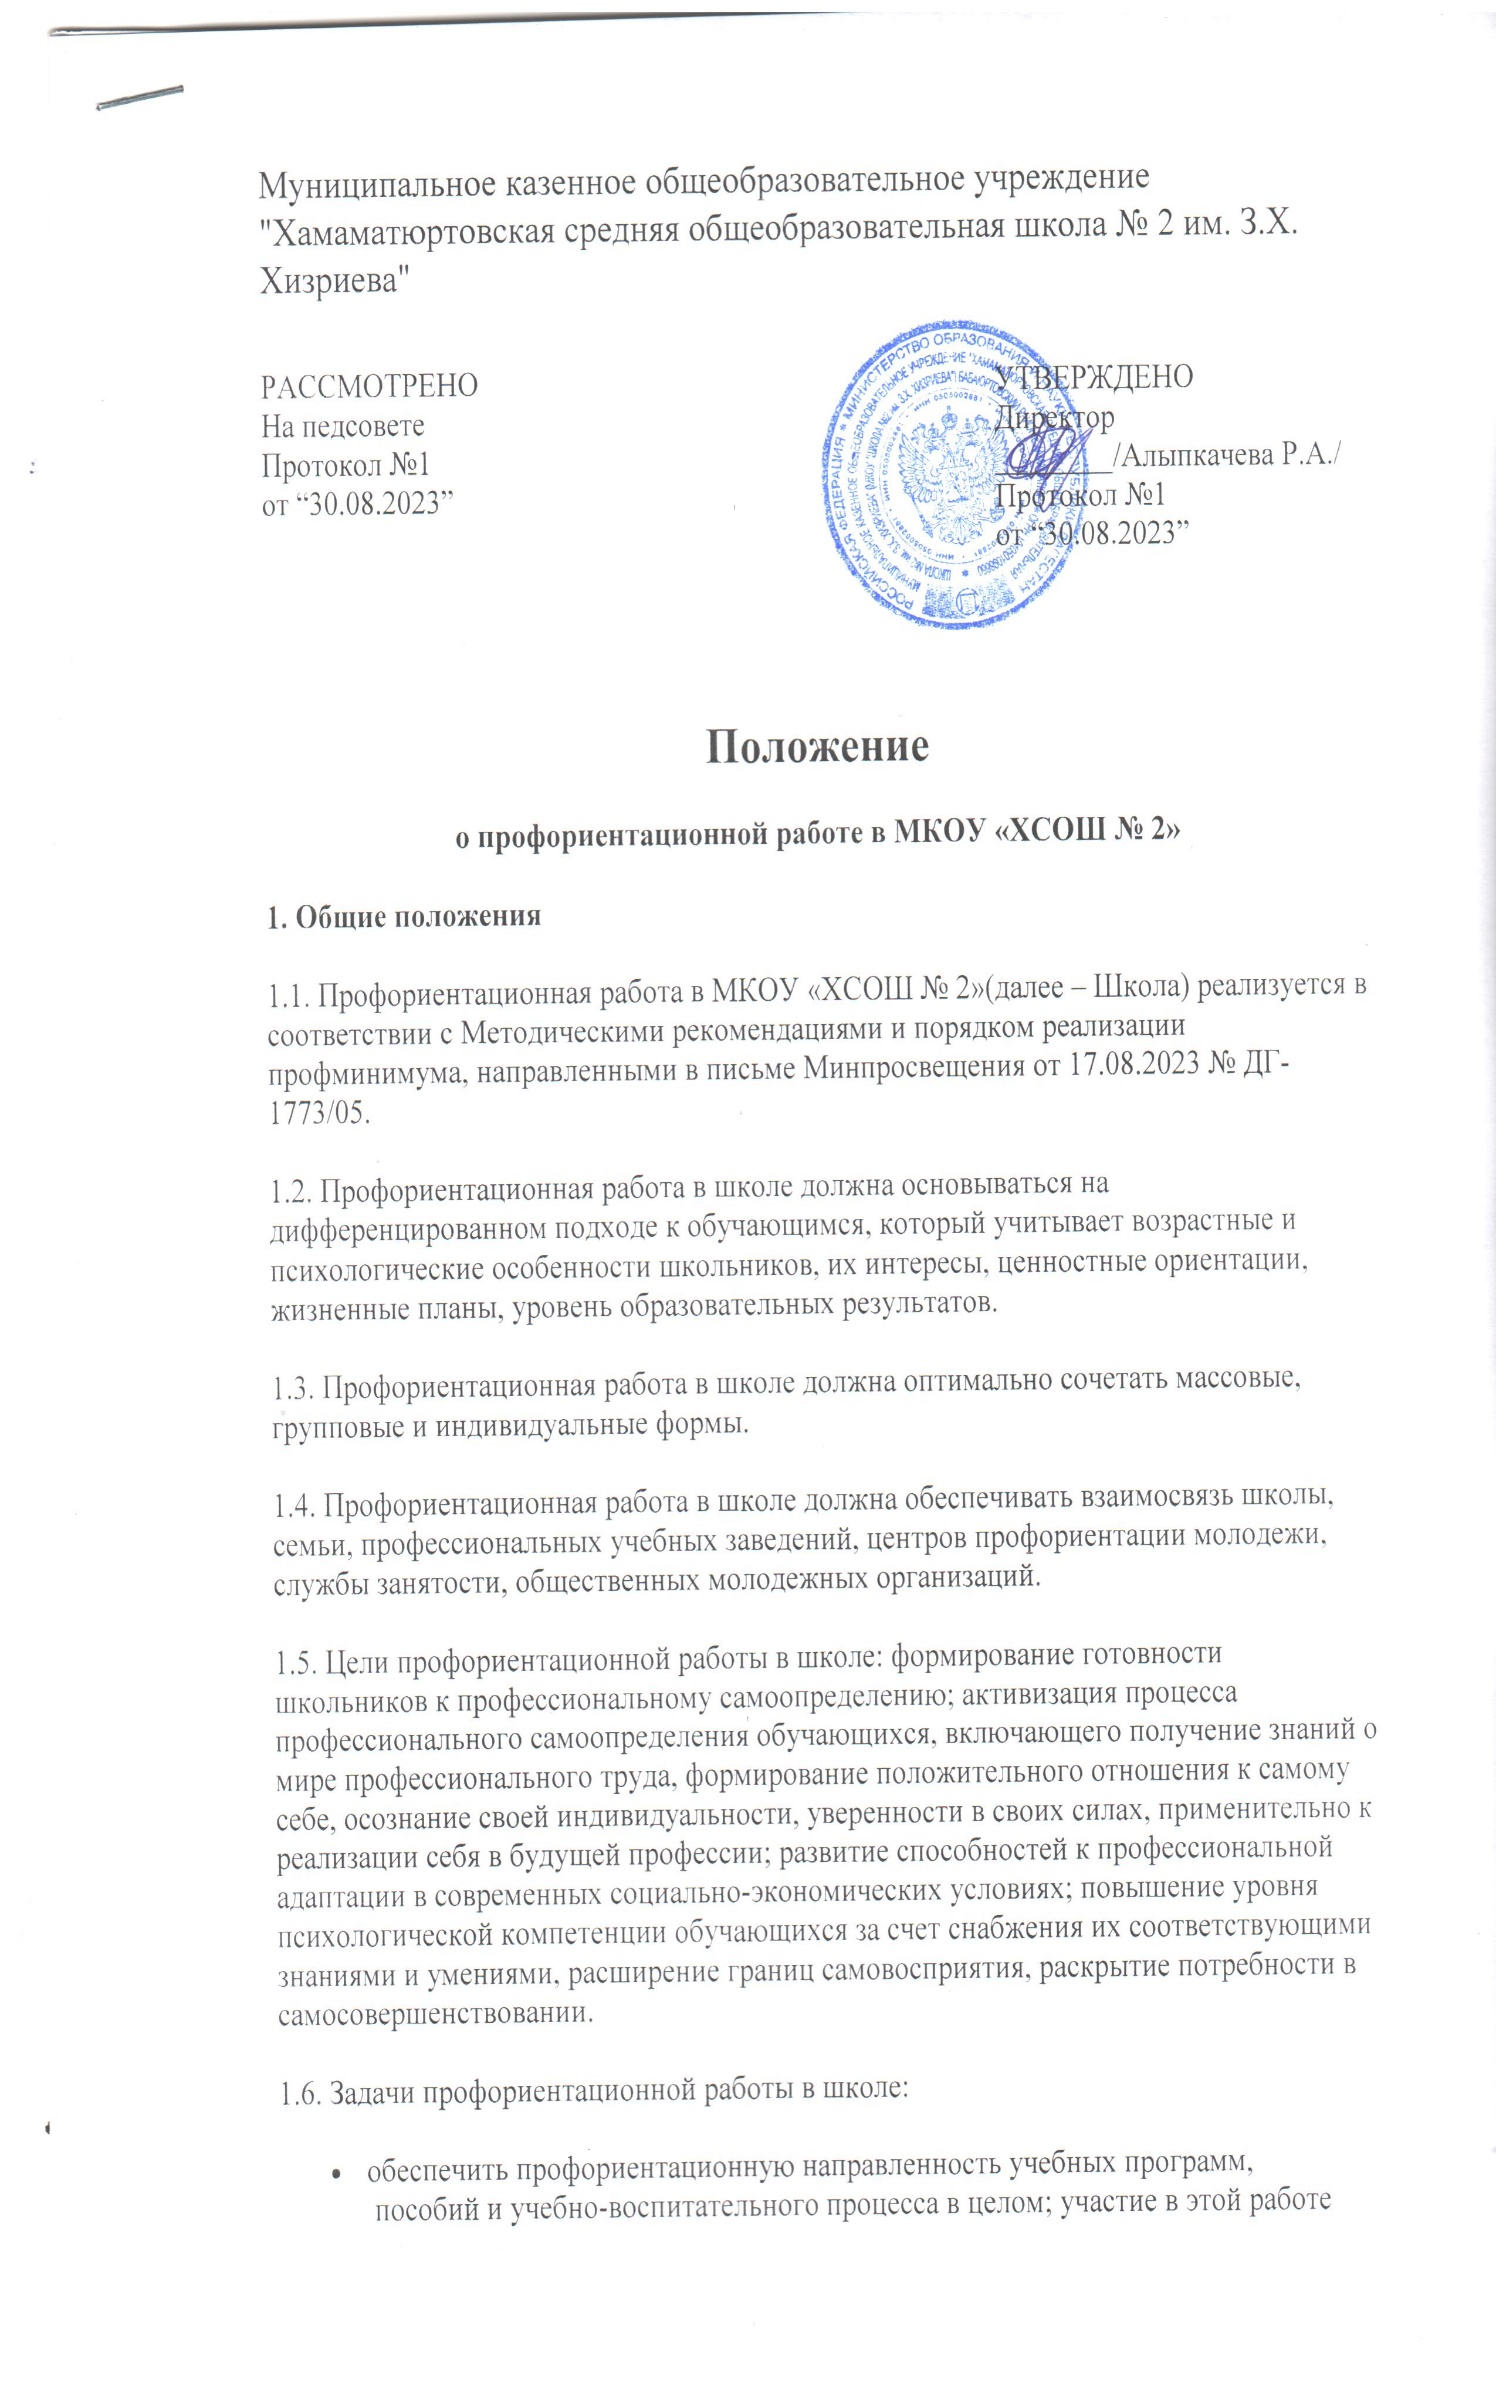 Муниципальное казенное общеобразовательное учреждение
"Хамаматюртовская средняя общеобразовательная школа № 2 им. З.Х.
Хизриева"
РАССМОТРЕНО
На педсовете
Протокол №1
от “30.08.2023”
УТВЕРЖДЕНО
Директор
/Алыпкачева Р.А./
Протокол №1
от “30.08.2023”
РОССИЙСКАЯ ФЕДЕРАЦИЯ * МИНИСТЕРСТВО ОБРАЗОВАНИЯ
Положение
о профориентационной работе в МКОУ «ХСОШ № 2»
1. Общие положения
1.1. Профориентационная работа в МКОУ «ХСОШ № 2»(далее – Школа) реализуется в
соответствии с Методическими рекомендациями и порядком реализации
профминимума, направленными в письме Минпросвещения от 17.08.2023 № ДГ-
1773/05.
1.2. Профориентационная работа в школе должна основываться на
дифференцированном подходе к обучающимся, который учитывает возрастные и
психологические особенности школьников, их интересы, ценностные ориентации,
жизненные планы, уровень образовательных результатов.
1.3. Профориентационная работа в школе должна оптимально сочетать массовые,
групповые и индивидуальные формы.
1.4. Профориентационная работа в школе должна обеспечивать взаимосвязь школы,
семьи, профессиональных учебных заведений, центров профориентации молодежи,
службы занятости, общественных молодежных организаций.
1.5. Цели профориентационной работы в школе: формирование готовности
школьников к профессиональному самоопределению; активизация процесса
профессионального самоопределения обучающихся, включающего получение знаний о
мире профессионального труда, формирование положительного отношения к самому
себе, осознание своей индивидуальности, уверенности в своих силах, применительно к
реализации себя в будущей профессии; развитие способностей к профессиональной
адаптации в современных социально-экономических условиях; повышение уровня
психологической компетенции обучающихся за счет снабжения их соответствующими
знаниями и умениями, расширение границ самовосприятия, раскрытие потребности в
самосовершенствовании.
1.6. Задачи профориентационной работы в школе:
• обеспечить профориентационную направленность учебных программ,
пособий и учебно-воспитательного процесса в целом; участие в этой работе